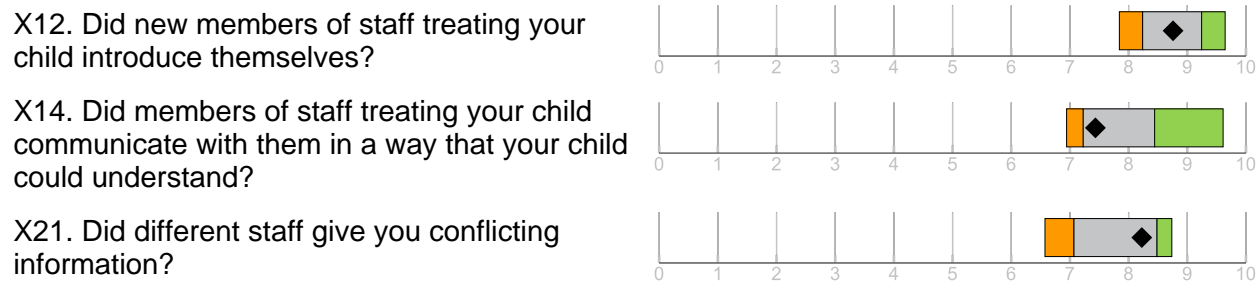 X12. Did new members of staff treating your
child introduce themselves?
0 1 2 3 4 5 6 7 8 9 10
X14. Did members of staff treating your child
communicate with them in a way that your child
could understand?
0 1 2 3 4 5 6 7 8 9 10
X21. Did different staff give you conflicting
information?
0 1 2 3 4 5 6 7 8 9 10